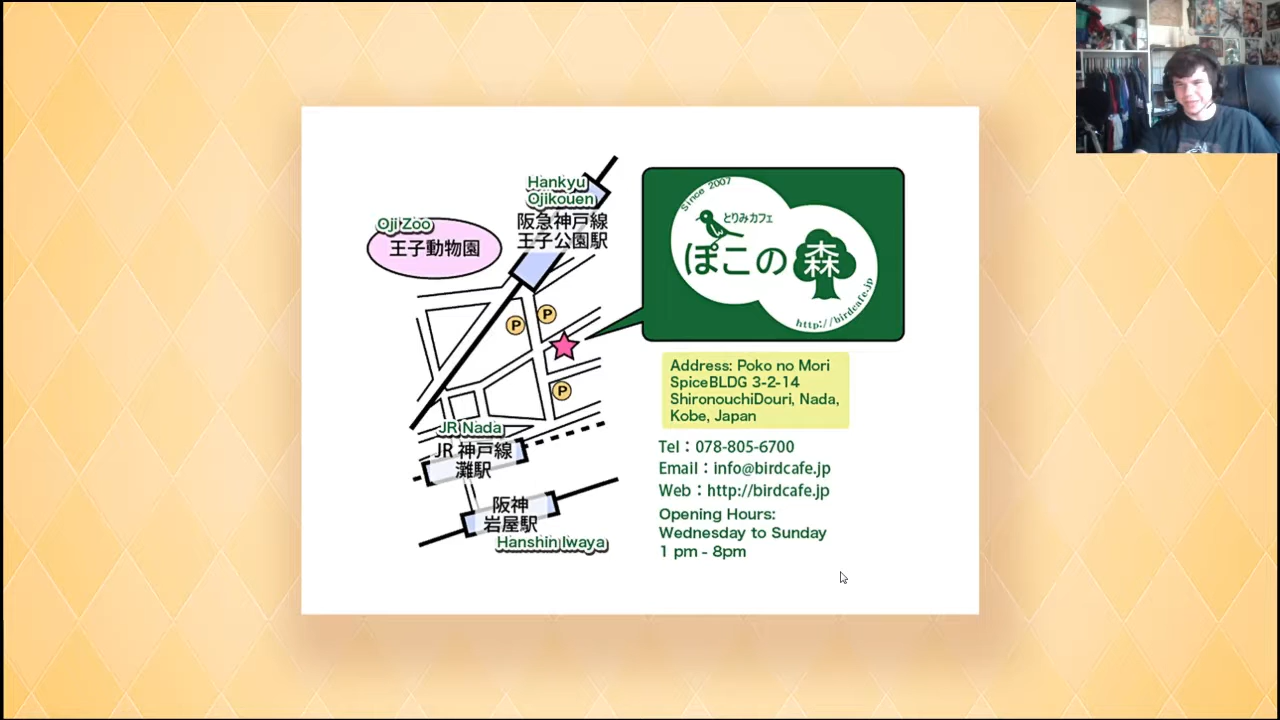 Hankyu
Ojikouen
阪急神戸線
王子公園駅
Oji Zoo
王子動物園
P
P
P
JR Nada
JR 神戸線
灘駅
阪神
岩屋駅
Hanshin Iwaya
Since 2007
とりみカフェ
ぽこの森
http://birdcafe.jp
Address: Poko no Mori
SpiceBLDG 3-2-14
ShironouchiDouri, Nada,
Kobe, Japan
Tel：078-805-6700
Email：info@birdcafe.jp
Web：http://birdcafe.jp
Opening Hours:
Wednesday to Sunday
1 pm - 8pm